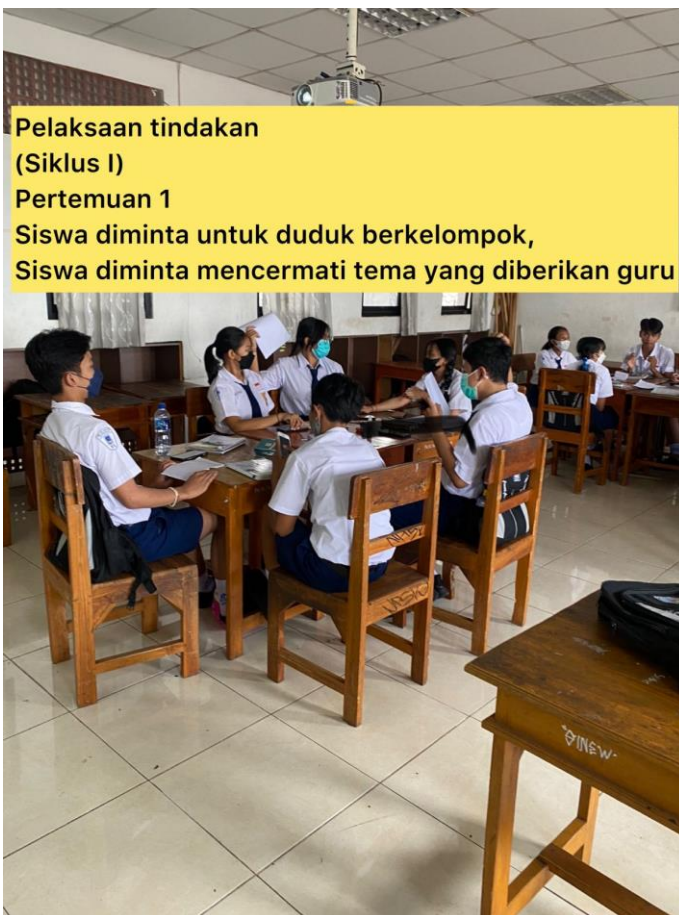 Pelaksaan tindakan
(Siklus I)
Pertemuan 1
Siswa diminta untuk duduk berkelompok,
Siswa diminta mencermati tema yang diberikan guru